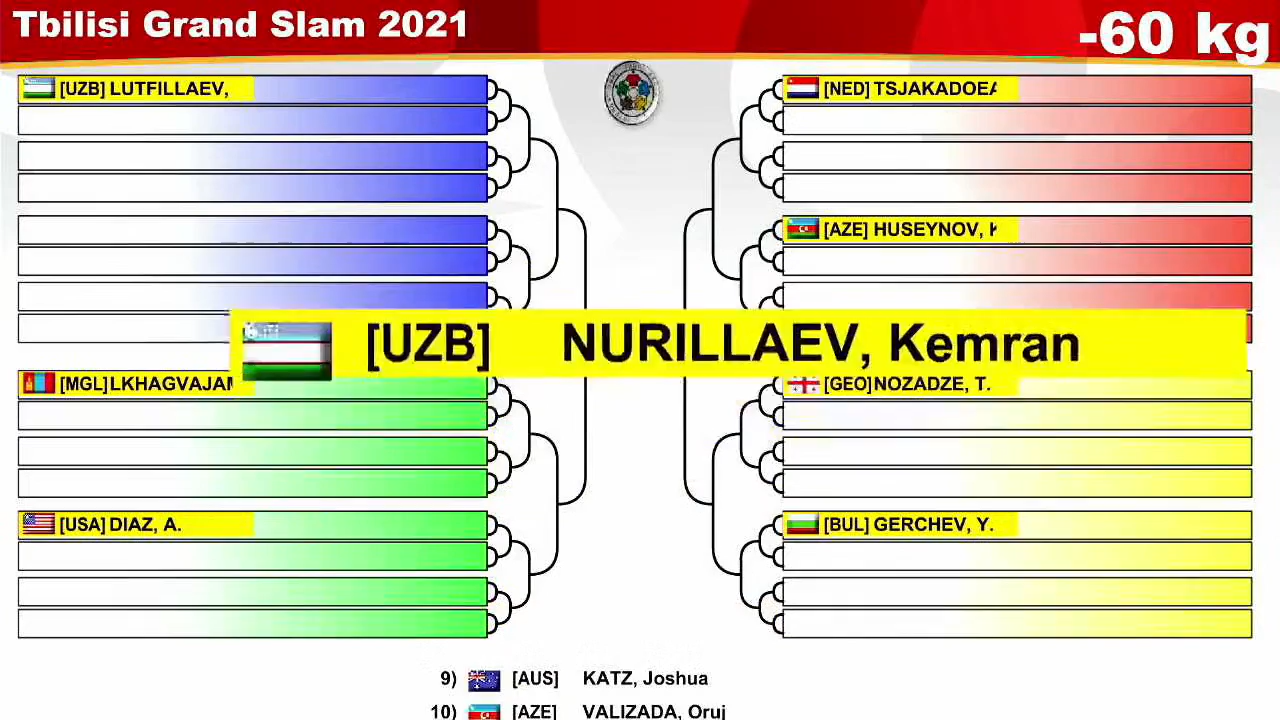 Tbilisi Grand Slam 2021
-60 kg
[UZB] LUTFILLAEV,
[NED] TSJAKADOEA
[AZE] HUSEYNOV,
[UZB] NURILLAEV, Kemran
[MGL] LKHAGVAJAM
[GEO] NOZADZE, T.
[USA] DIAZ, A.
[BUL] GERCHEV, Y.
9) [AUS] KATZ, Joshua
10) [AZE] VALIZADA, Oruj